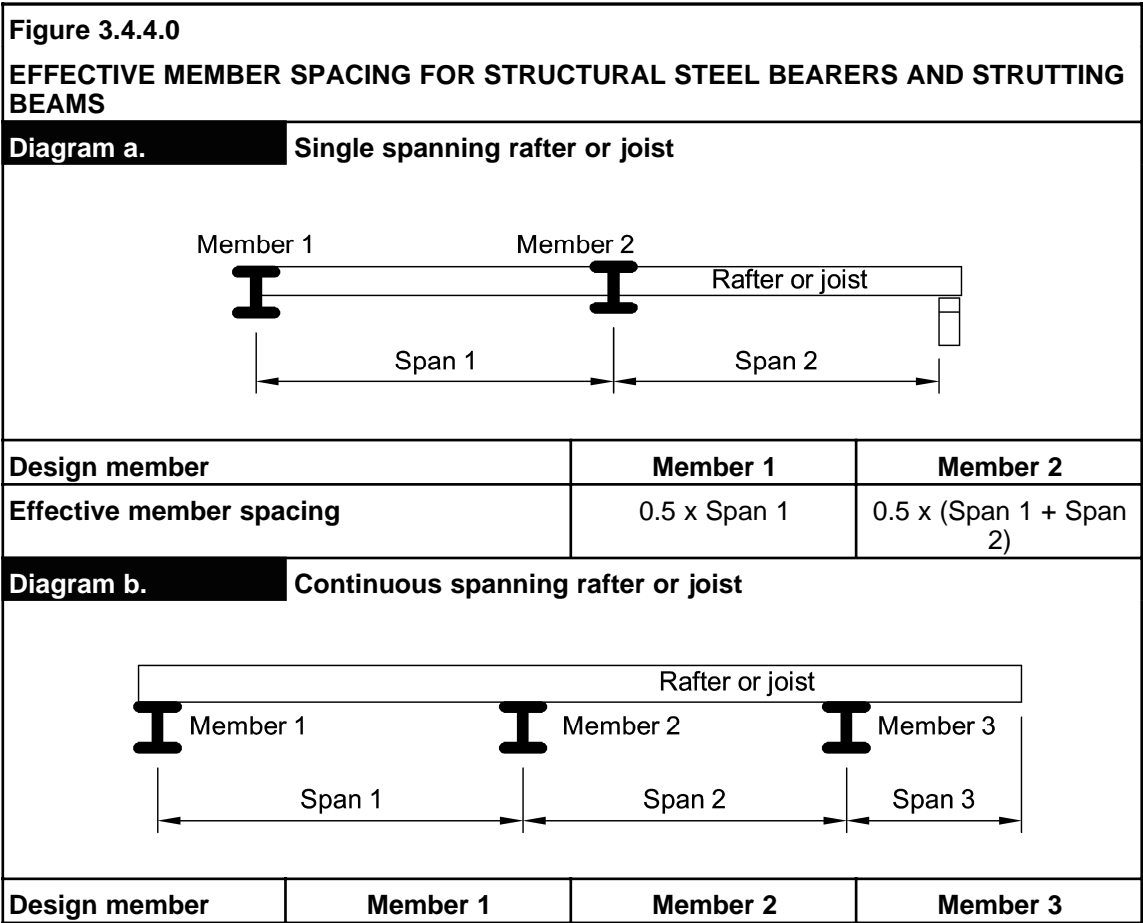 Figure 3.4.4.0
EFFECTIVE MEMBER SPACING FOR STRUCTURAL STEEL BEARERS AND STRUTTING
BEAMS
Diagram a. Single spanning rafter or joist
Member 1 Member 2
Rafter or joist
Span 1 Span 2
Design member Member 1 Member 2
Effective member spacing 0.5 x Span 1 0.5 x (Span 1 + Span
2)
Diagram b. Continuous spanning rafter or joist
Rafter or joist
Member 1 Member 2 Member 3
Span 1 Span 2 Span 3
Design member Member 1 Member 2 Member 3